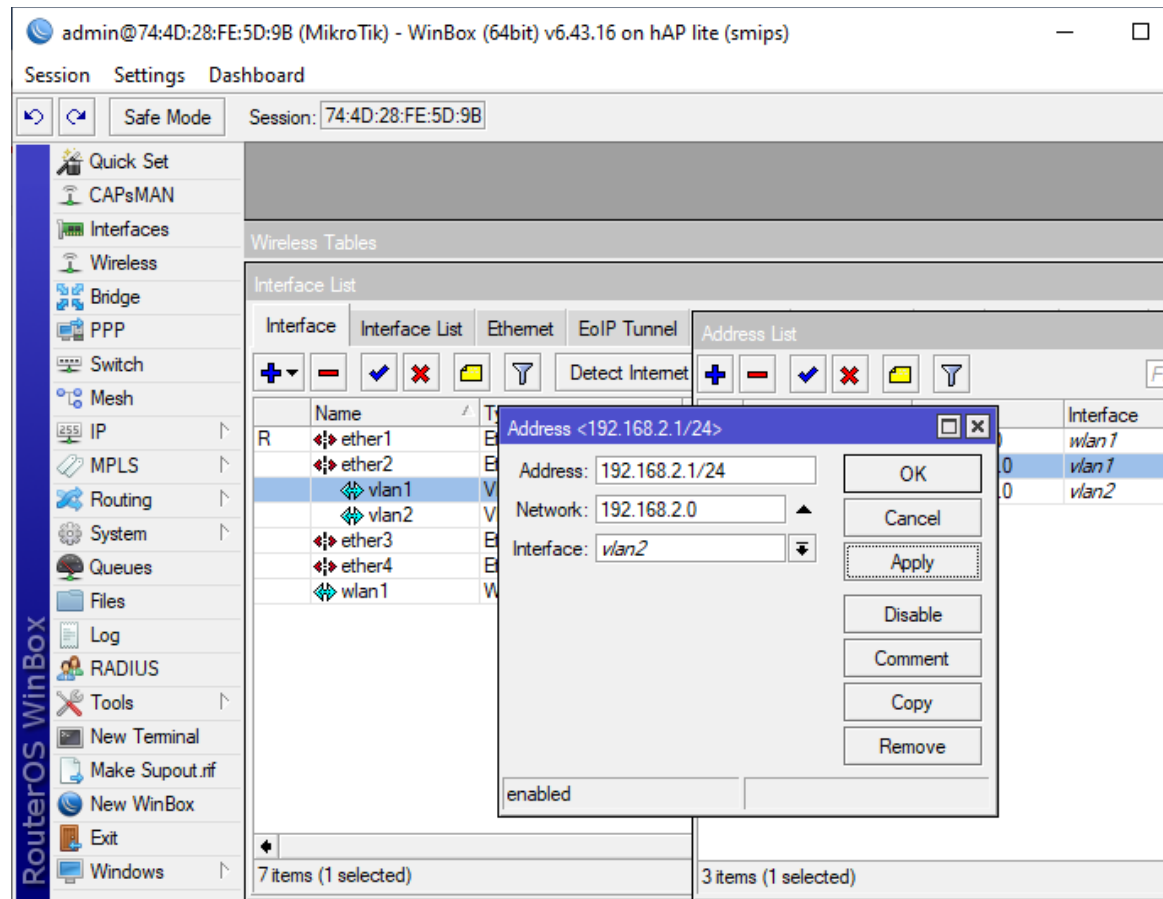 admin@74:4D:28:FE:5D:9B (MikroTik) - WinBox (64bit) v6.43.16 on hAP lite (smips)
Session Settings Dashboard
Safe Mode Session: 74:4D:28:FE:5D:9B
RouterOS WinBox
Quick Set
CAPsMAN
Interfaces
Wireless
Bridge
PPP
Switch
Mesh
IP
MPLS
Routing
System
Queues
Files
Log
RADIUS
Tools
New Terminal
Make Supout.rif
New WinBox
Exit
Windows
Wireless Tables
Interface List
Interface Interface List Ethernet EoIP Tunnel
Detect Internet
Name
R ether1
ether2
vlan1
vlan2
ether3
ether4
wlan1
7 items (1 selected)
Address List
Interface
wlan1
.0 vlan1
.0 vlan2
3 items (1 selected)
Address <192.168.2.1/24>
Address: 192.168.2.1/24
Network: 192.168.2.0
Interface: vlan2
OK
Cancel
Apply
Disable
Comment
Copy
Remove
enabled